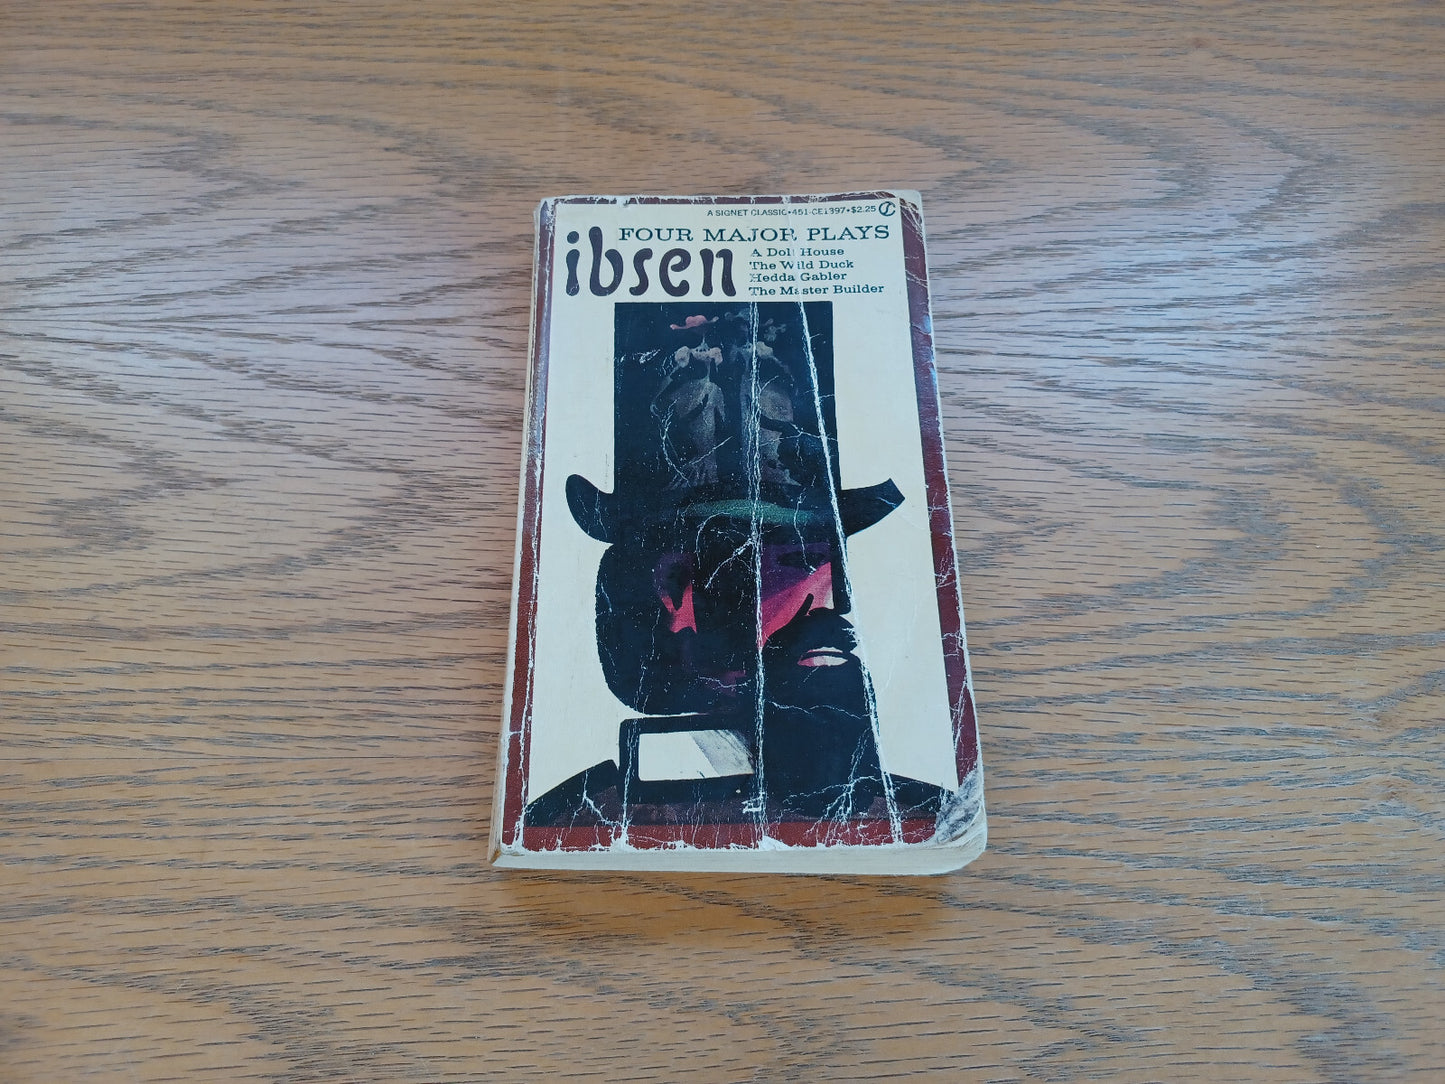 A SIGNET CLASSIC•451-CE1397•$2.25
FOUR MAJOR PLAYS
ibsen
A Doll House
The Wild Duck
Hedda Gabler
The Master Builder